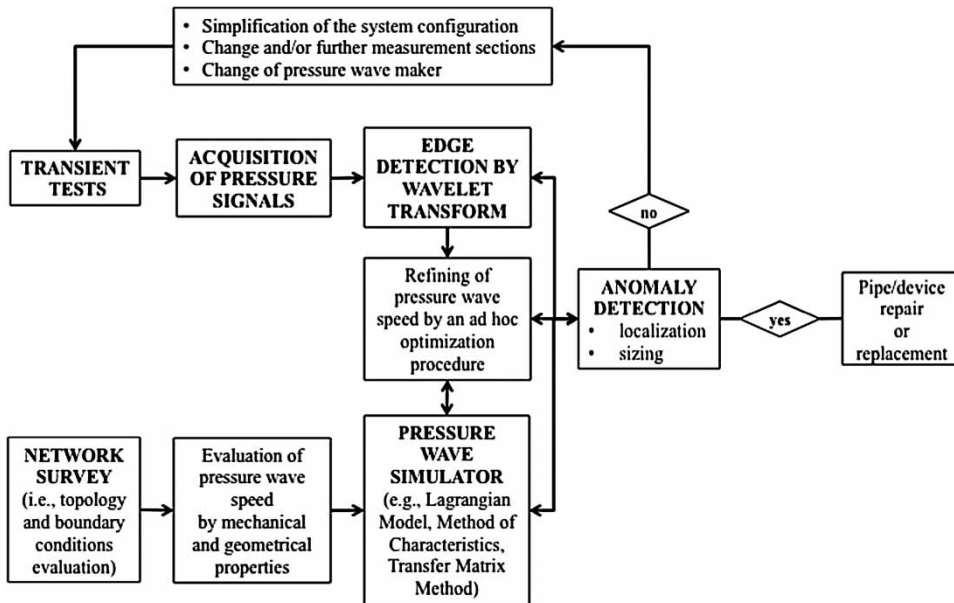 • Simplification of the system configuration
• Change and/or further measurement sections
• Change of pressure wave maker
TRANSIENT
TESTS
ACQUISITION
OF PRESSURE
SIGNALS
EDGE
DETECTION BY
WAVELET
TRANSFORM
no
Refining of
pressure wave
speed by an ad hoc
optimization
procedure
ANOMALY
DETECTION
• localization
• sizing
yes
Pipe/device
repair
or
replacement
NETWORK
SURVEY
(i.e., topology
and boundary
conditions
evaluation)
Evaluation of
pressure wave
speed
by mechanical
and geometrical
properties
PRESSURE
WAVE
SIMULATOR
(e.g., Lagrangian
Model, Method of
Characteristics,
Transfer Matrix
Method)